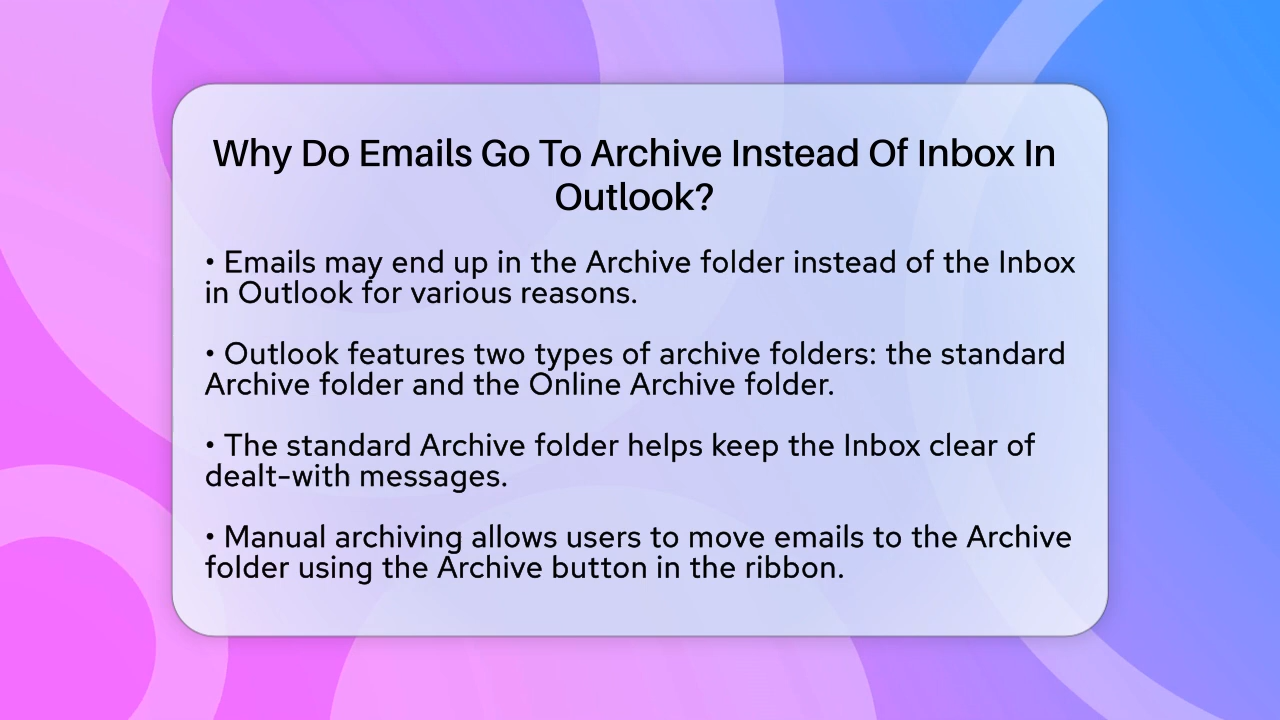 Why Do Emails Go To Archive Instead Of Inbox In
Outlook?
• Emails may end up in the Archive folder instead of the Inbox
in Outlook for various reasons.
• Outlook features two types of archive folders: the standard
Archive folder and the Online Archive folder.
• The standard Archive folder helps keep the Inbox clear of
dealt-with messages.
• Manual archiving allows users to move emails to the Archive
folder using the Archive button in the ribbon.